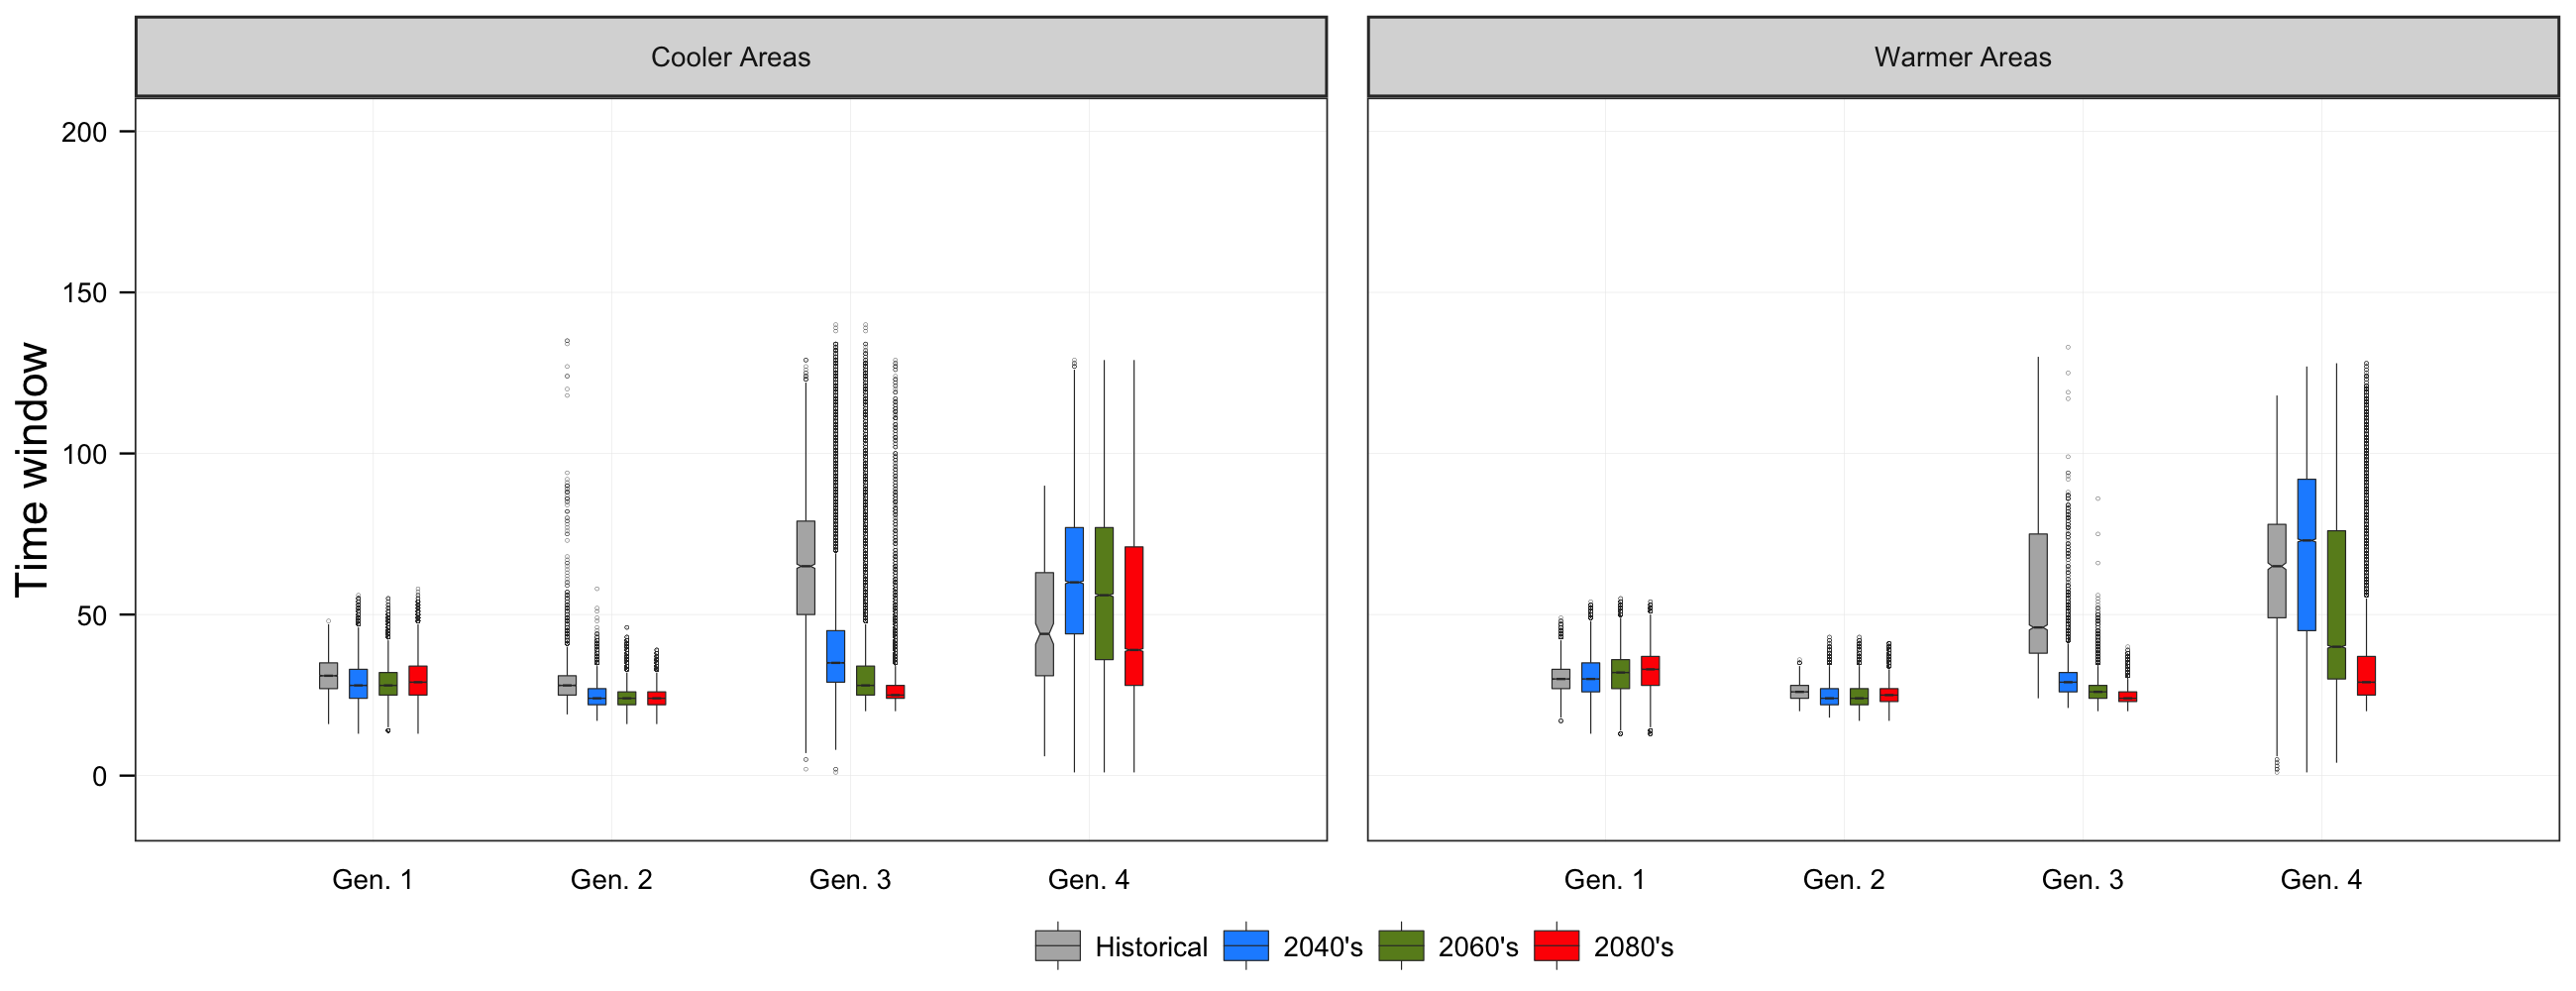 Cooler Areas
Warmer Areas
Time window
200
150
100
50
0
Gen. 1 Gen. 2 Gen. 3 Gen. 4
Gen. 1 Gen. 2 Gen. 3 Gen. 4
Historical 2040's 2060's 2080's